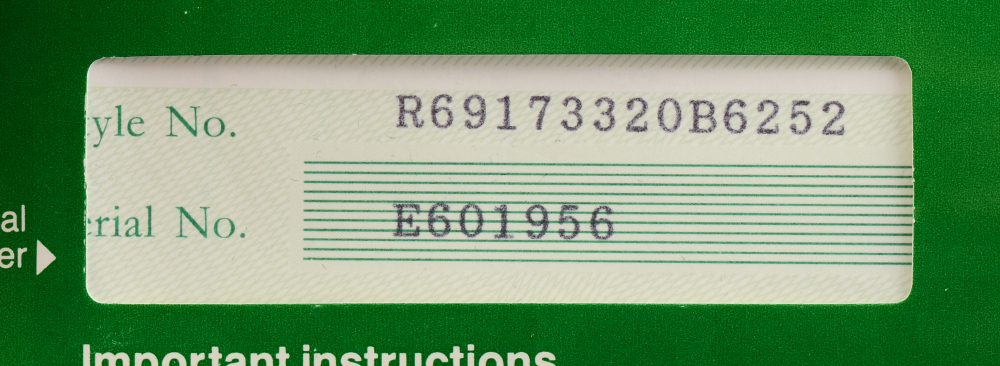 yle No. R69173320B6252
erial No. E601956
al
er
Important instructions